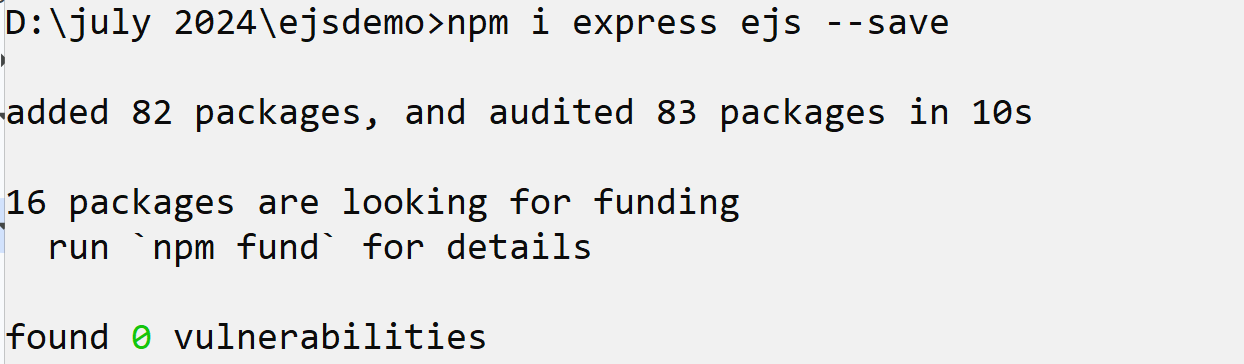 D:\july 2024\ejsdemo>npm i express ejs --save
added 82 packages, and audited 83 packages in 10s
16 packages are looking for funding
  run `npm fund` for details
found 0 vulnerabilities